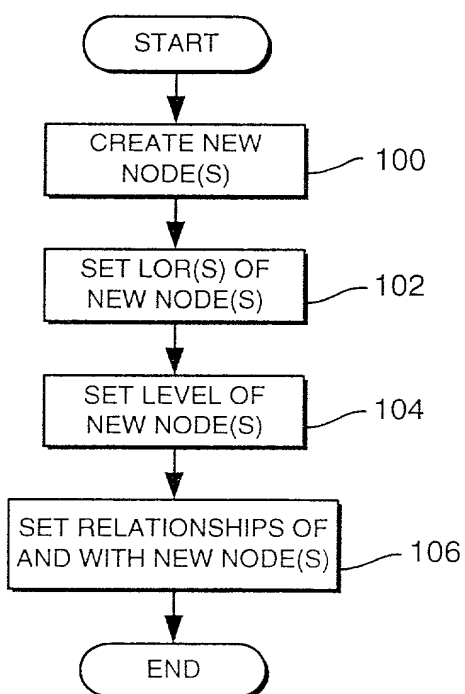 START
CREATE NEW
NODE(S)
100
SET LOR(S) OF
NEW NODE(S)
102
SET LEVEL OF
NEW NODE(S)
104
SET RELATIONSHIPS OF
AND WITH NEW NODE(S)
106
END